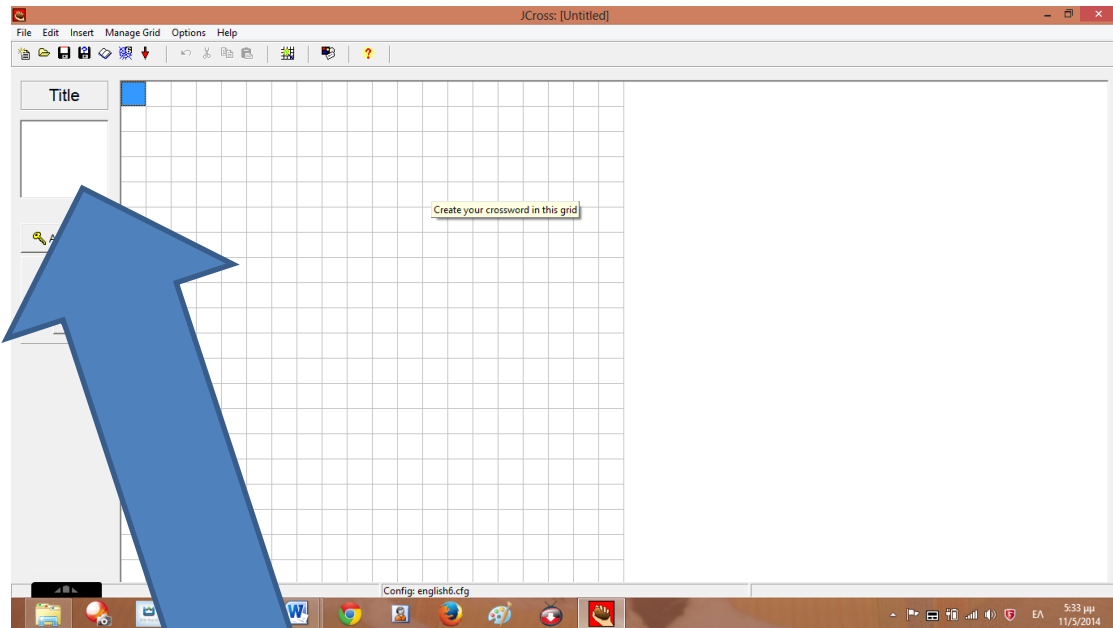 JCross: [Untitled]
File Edit Insert Manage Grid Options Help
Title
Create your crossword in this grid
Config: english6.cfg
ΕΛ
5:33 μμ
11/5/2014